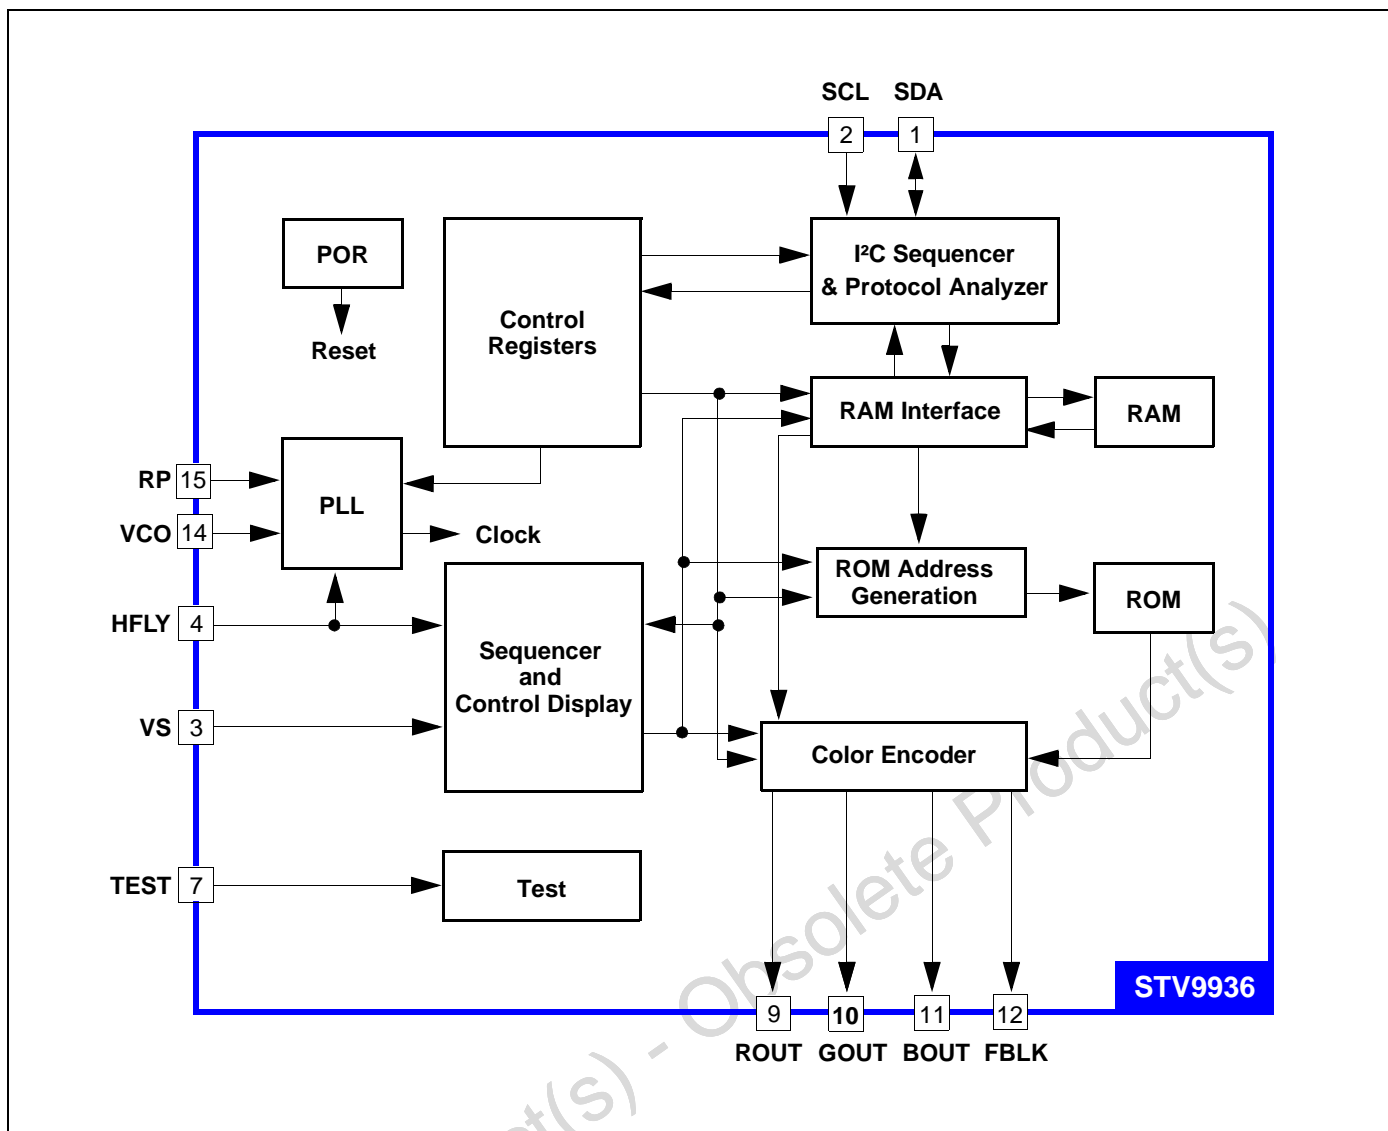 SCL SDA
2 1
POR
Reset
Control
Registers
I²C Sequencer
& Protocol Analyzer
RAM Interface
RAM
RP 15
VCO 14
PLL
Clock
ROM Address
Generation
ROM
HFLY 4
Sequencer
and
Control Display
VS 3
Color Encoder
TEST 7
Test
STV9936
9 10 11 12
ROUT GOUT BOUT FBLK
ct(s) - Obsolete Product(s)